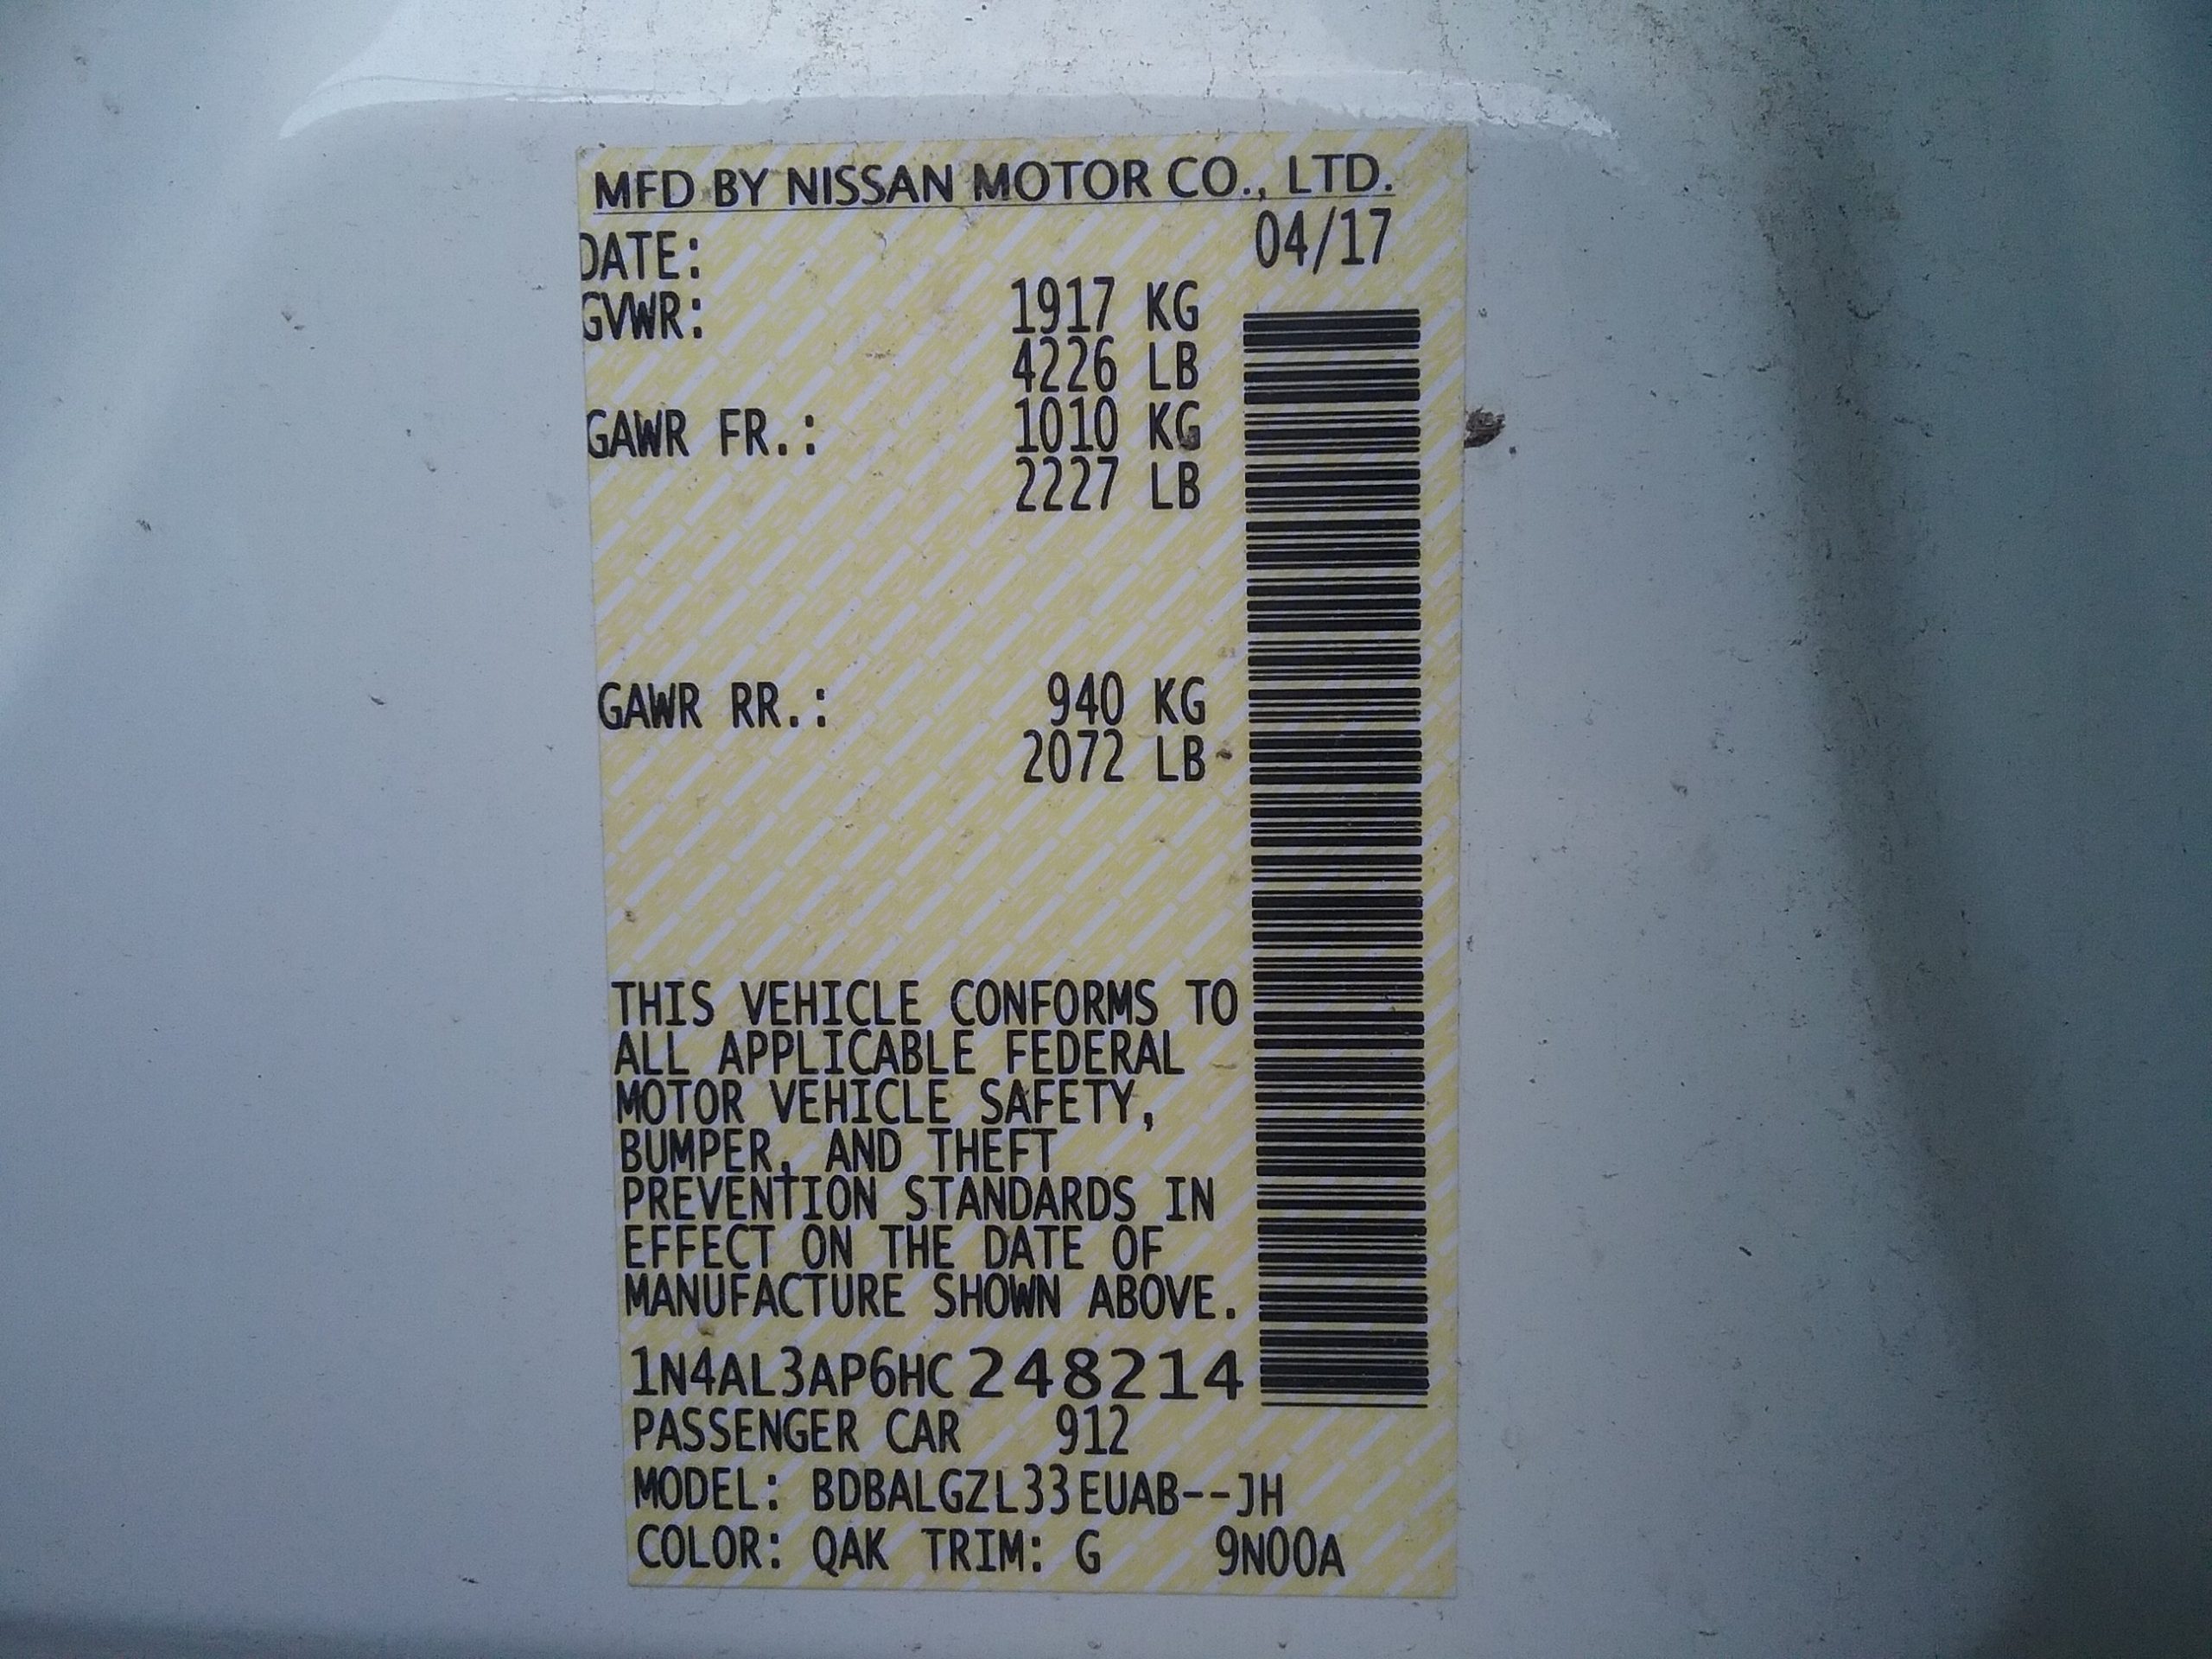 MFD BY NISSAN MOTOR CO., LTD.
DATE: 04/17
GVWR: 1917 KG
4226 LB
GAWR FR.: 1010 KG
2227 LB
GAWR RR.: 940 KG
2072 LB
THIS VEHICLE CONFORMS TO
ALL APPLICABLE FEDERAL
MOTOR VEHICLE SAFETY,
BUMPER, AND THEFT
PREVENTION STANDARDS IN
EFFECT ON THE DATE OF
MANUFACTURE SHOWN ABOVE.
1N4AL3AP6HC248214
PASSENGER CAR 912
MODEL: BDBALGZL33EUAB--JH
COLOR: QAK TRIM: G 9N00A